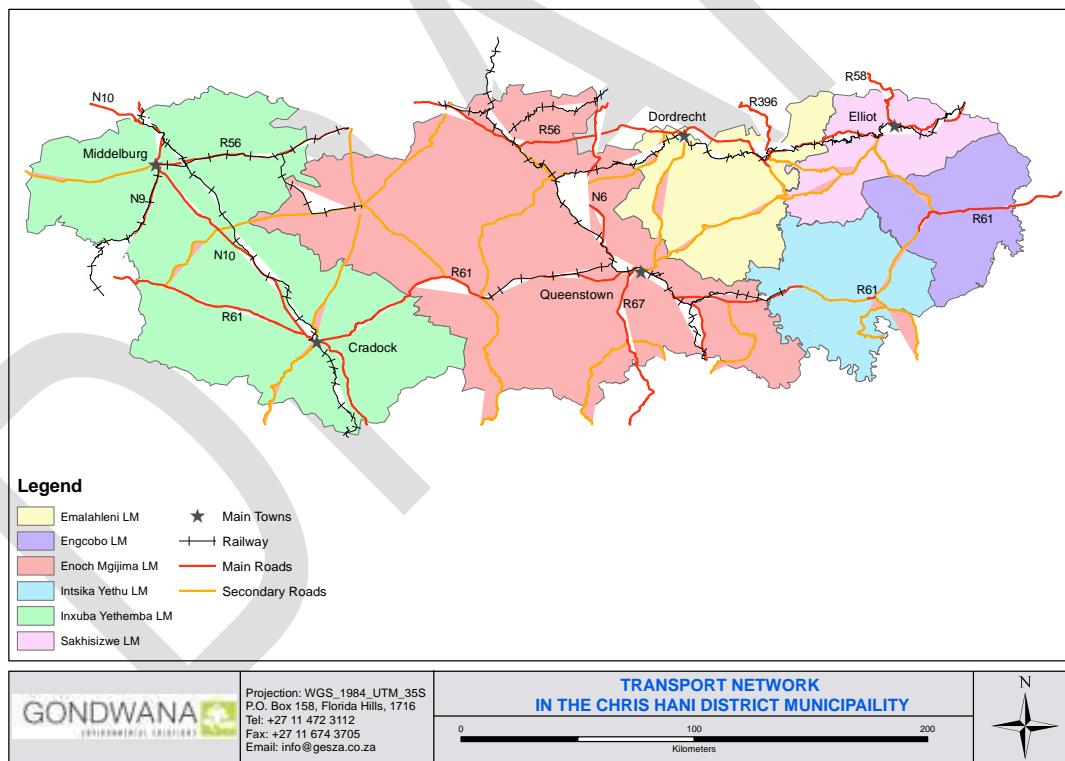 R58
N10
R396
Dordrecht
Elliot
R56
R56
Middelburg
N9
N6
R61
N10
R61
R61
Queenstown
R67
R61
Cradock
Legend
Emalahleni LM
Engcobo LM
Enoch Mgijima LM
Intsika Yethu LM
Inxuba Yethemba LM
Sakhisizwe LM
Main Towns
Railway
Main Roads
Secondary Roads
GONDWANA
ENVIRONMENTAL SOLUTIONS
Projection: WGS_1984_UTM_35S
P.O. Box 158, Florida Hills, 1716
Tel: +27 11 472 3112
Fax: +27 11 674 3705
Email: info@gesza.co.za
TRANSPORT NETWORK
IN THE CHRIS HANI DISTRICT MUNICIPAILITY
0 100 200
Kilometers
N